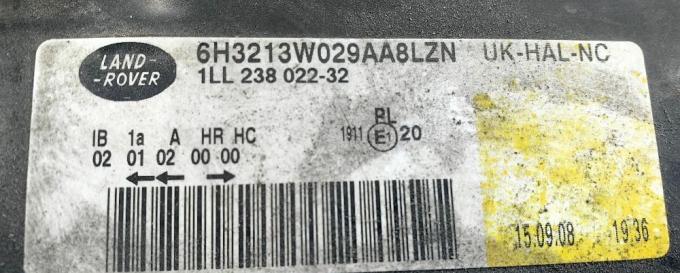 LAND-
-ROVER
6H3213W029AA8LZN UK-HAL-NC
1LL 238 022-32
PL
1911 E1 20
IB 1a A HR HC
02 01 02 00 00
15.09.08 19 36